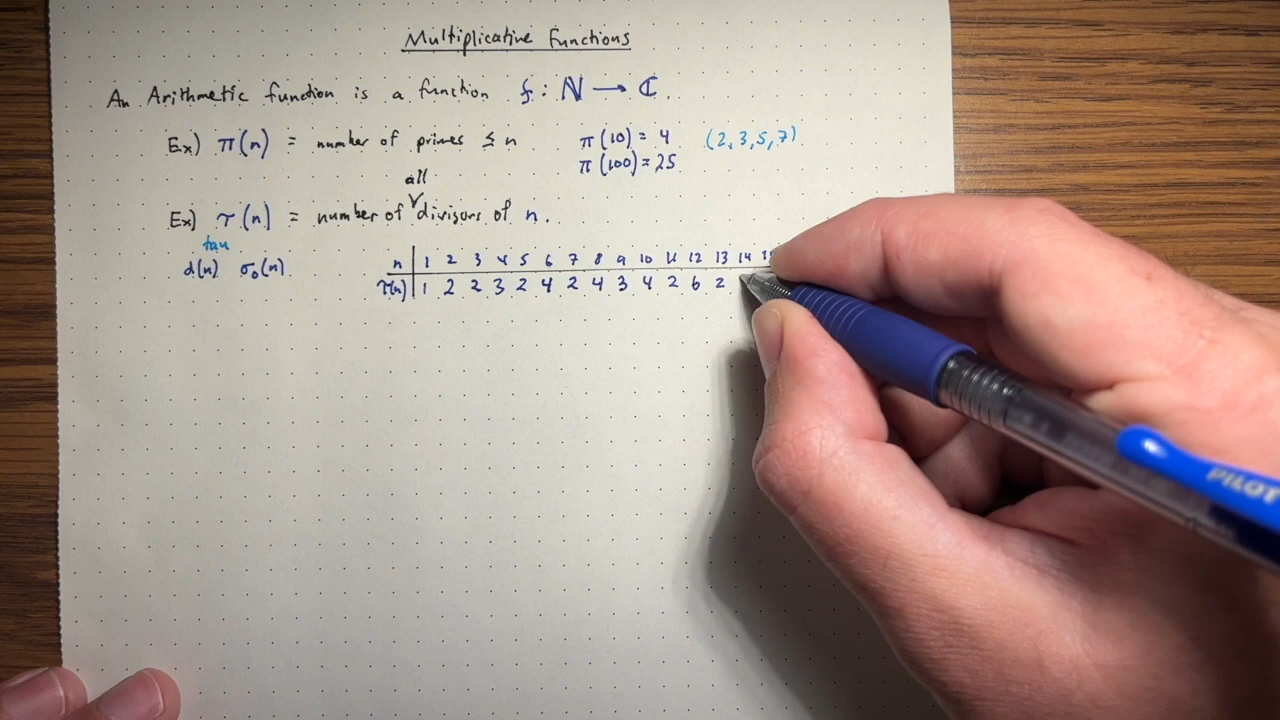 Multiplicative Functions
An Arithmetic function is a function f : ℕ → ℂ
Ex) π(n) = number of primes ≤ n π(10) = 4 (2,3,5,7)
π(100) = 25
all
Ex) τ(n) = number of divisors of n.
tau
d(n) σ₀(n)
n 1 2 3 4 5 6 7 8 9 10 11 12 13 14
τ(n) 1 2 2 3 2 4 2 4 3 4 2 6 2
PILOT